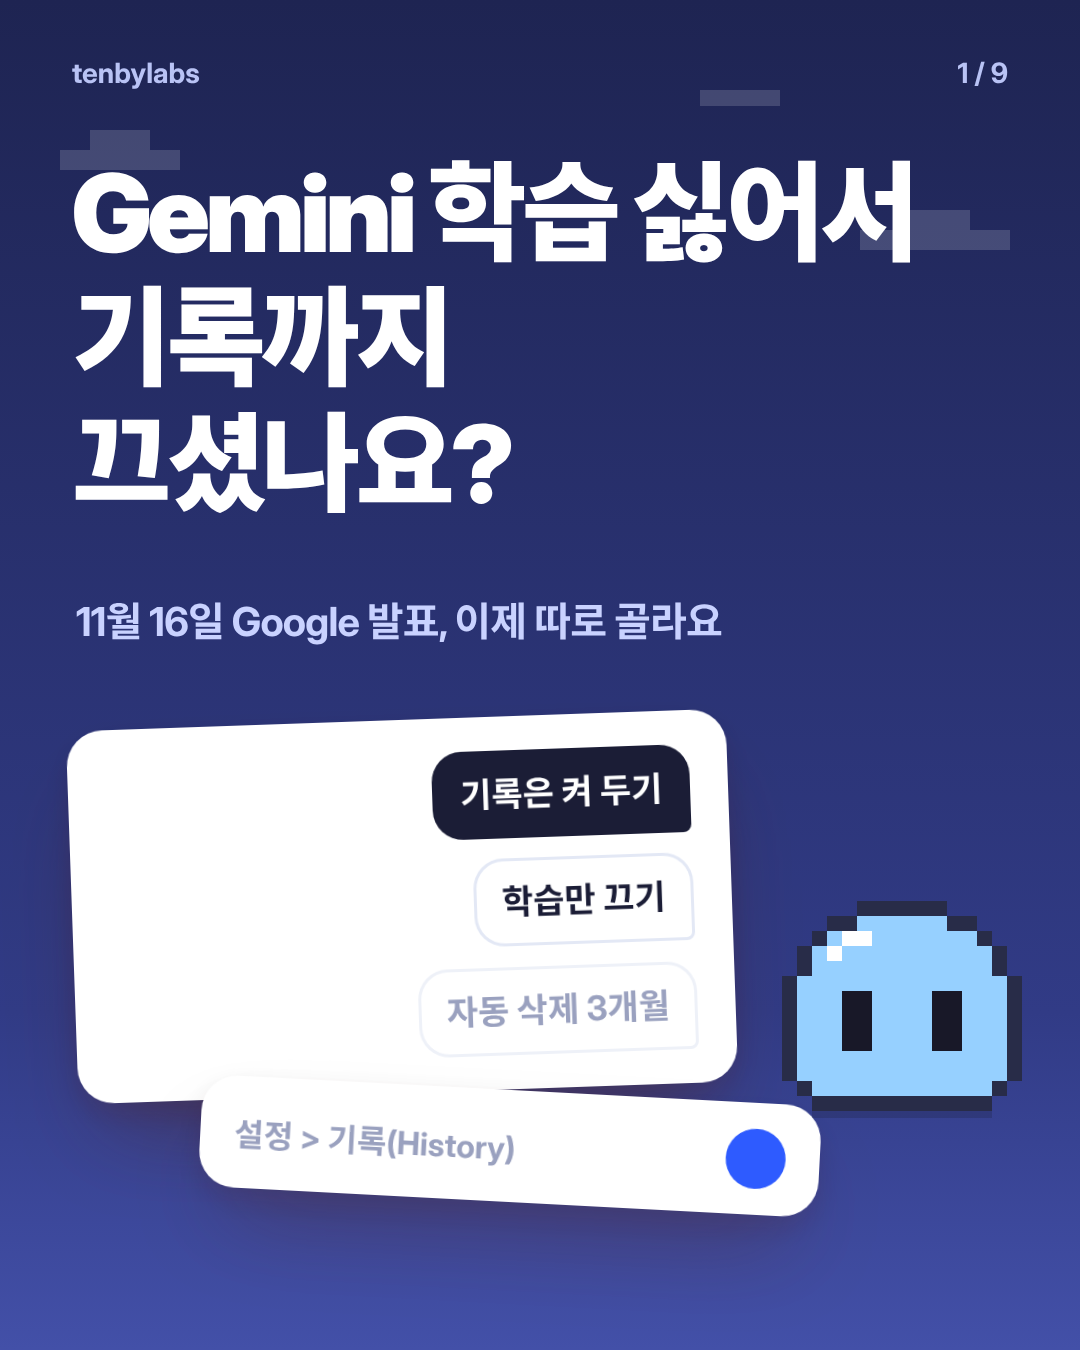 tenbylabs
1 / 9
Gemini 학습 싫어서
기록까지
끄셨나요?
11월 16일 Google 발표, 이제 따로 골라요
기록은 켜 두기
학습만 끄기
자동 삭제 3개월
설정 > 기록(History)